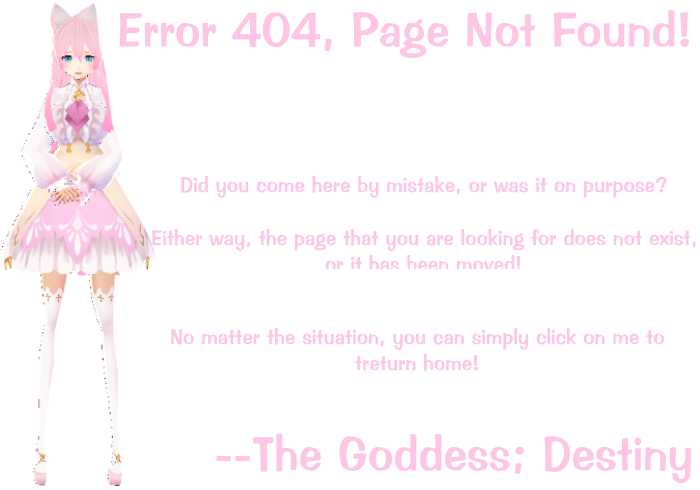 Error 404, Page Not Found!
Did you come here by mistake, or was it on purpose?
Either way, the page that you are looking for does not exist,
or it has been moved!
No matter the situation, you can simply click on me to
treturn home!
--The Goddess; Destiny